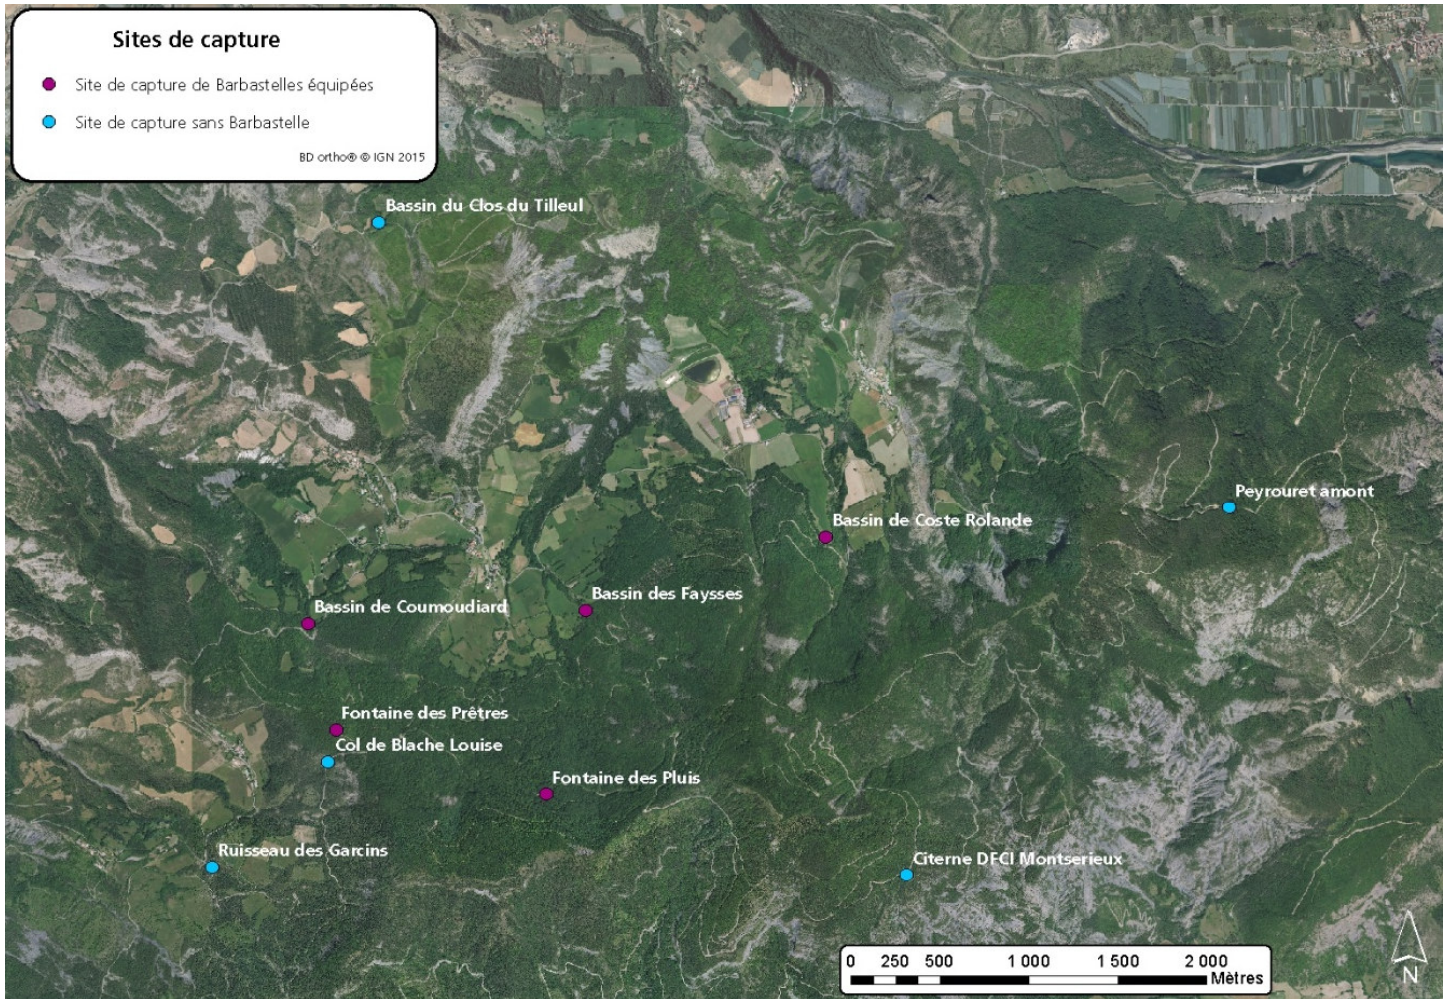 Sites de capture
Site de capture de Barbastelles équipées
Site de capture sans Barbastelle
BD ortho® © IGN 2015
Bassin du Clos du Tilleul
Peyrouret amont
Bassin de Coste Rolande
Bassin des Faysses
Bassin de Coumoudiard
Fontaine des Prêtres
Col de Blache Louise
Fontaine des Pluis
Ruisseau des Garcins
Citerne DFCI Montserieux
0 250 500 1 000 1 500 2 000
Mètres
N